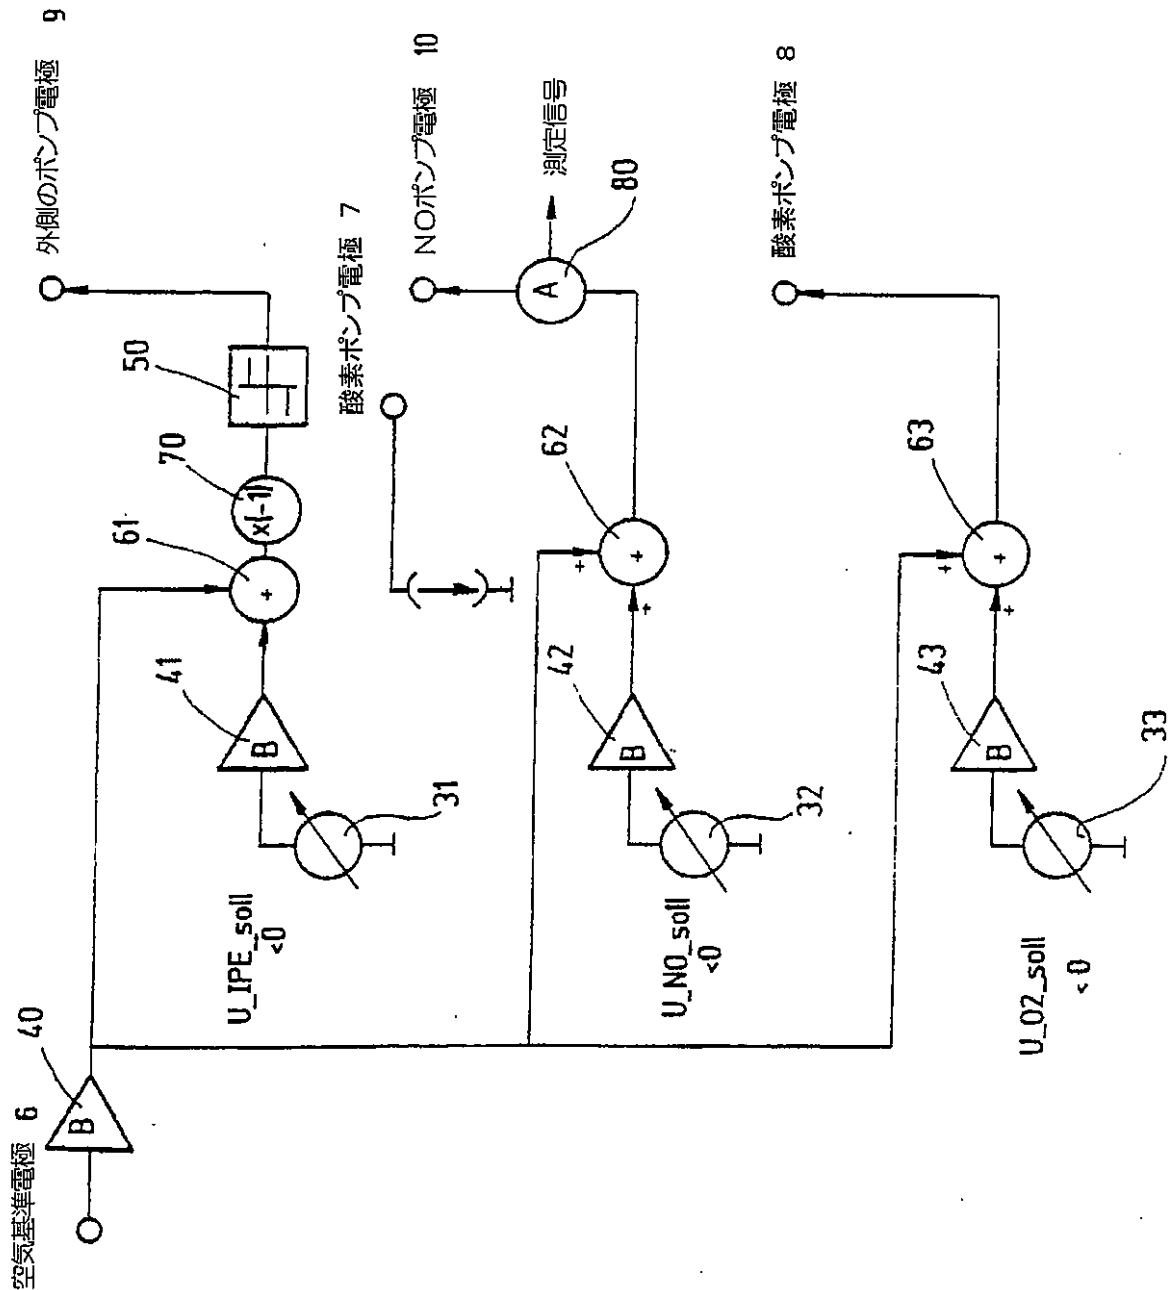 空気基準電極 6
B
40
U_IPE_soll
<0
31
B
41
+
61
x(-1)
70
50
外側のポンプ電極 9
酸素ポンプ電極 7
U_NO_soll
<0
32
B
42
+
+
+
62
A
80
測定信号
NOポンプ電極 10
U_O2_soll
<0
33
B
43
+
+
+
63
酸素ポンプ電極 8